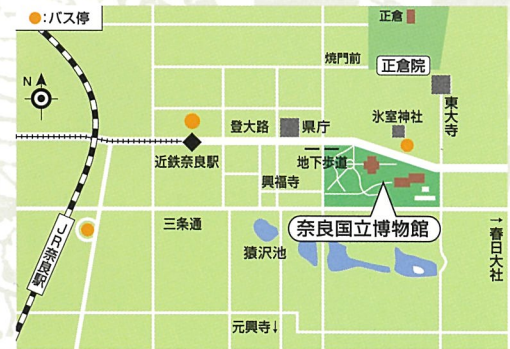 ●:バス停
正倉
焼門前
正倉院
N
東大寺
氷室神社
登大路
県庁
近鉄奈良駅
地下歩道
興福寺
奈良国立博物館
三条通
猿沢池
JR奈良駅
→春日大社
元興寺↓